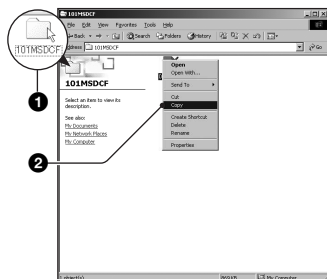 101MSDCF
File Edit View Favorites Tools Help
Back Search Folders History
Address 101MSDCF Go
101MSDCF
1
101MSDCF
Select an item to view its description.
See also:
My Documents
My Network Places
My Computer
Open
Open With...
Send To
Cut
2
Copy
Create Shortcut
Delete
Rename
Properties
1 object(s) My Computer